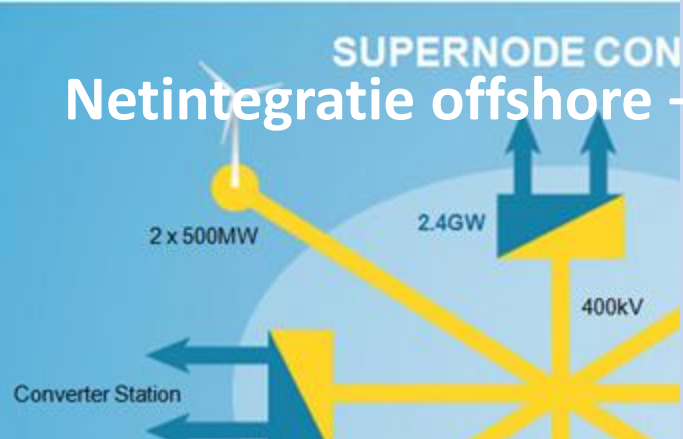 SUPERNODE CON
Netintegratie offshore -
2 x 500MW
2.4GW
400kV
Converter Station